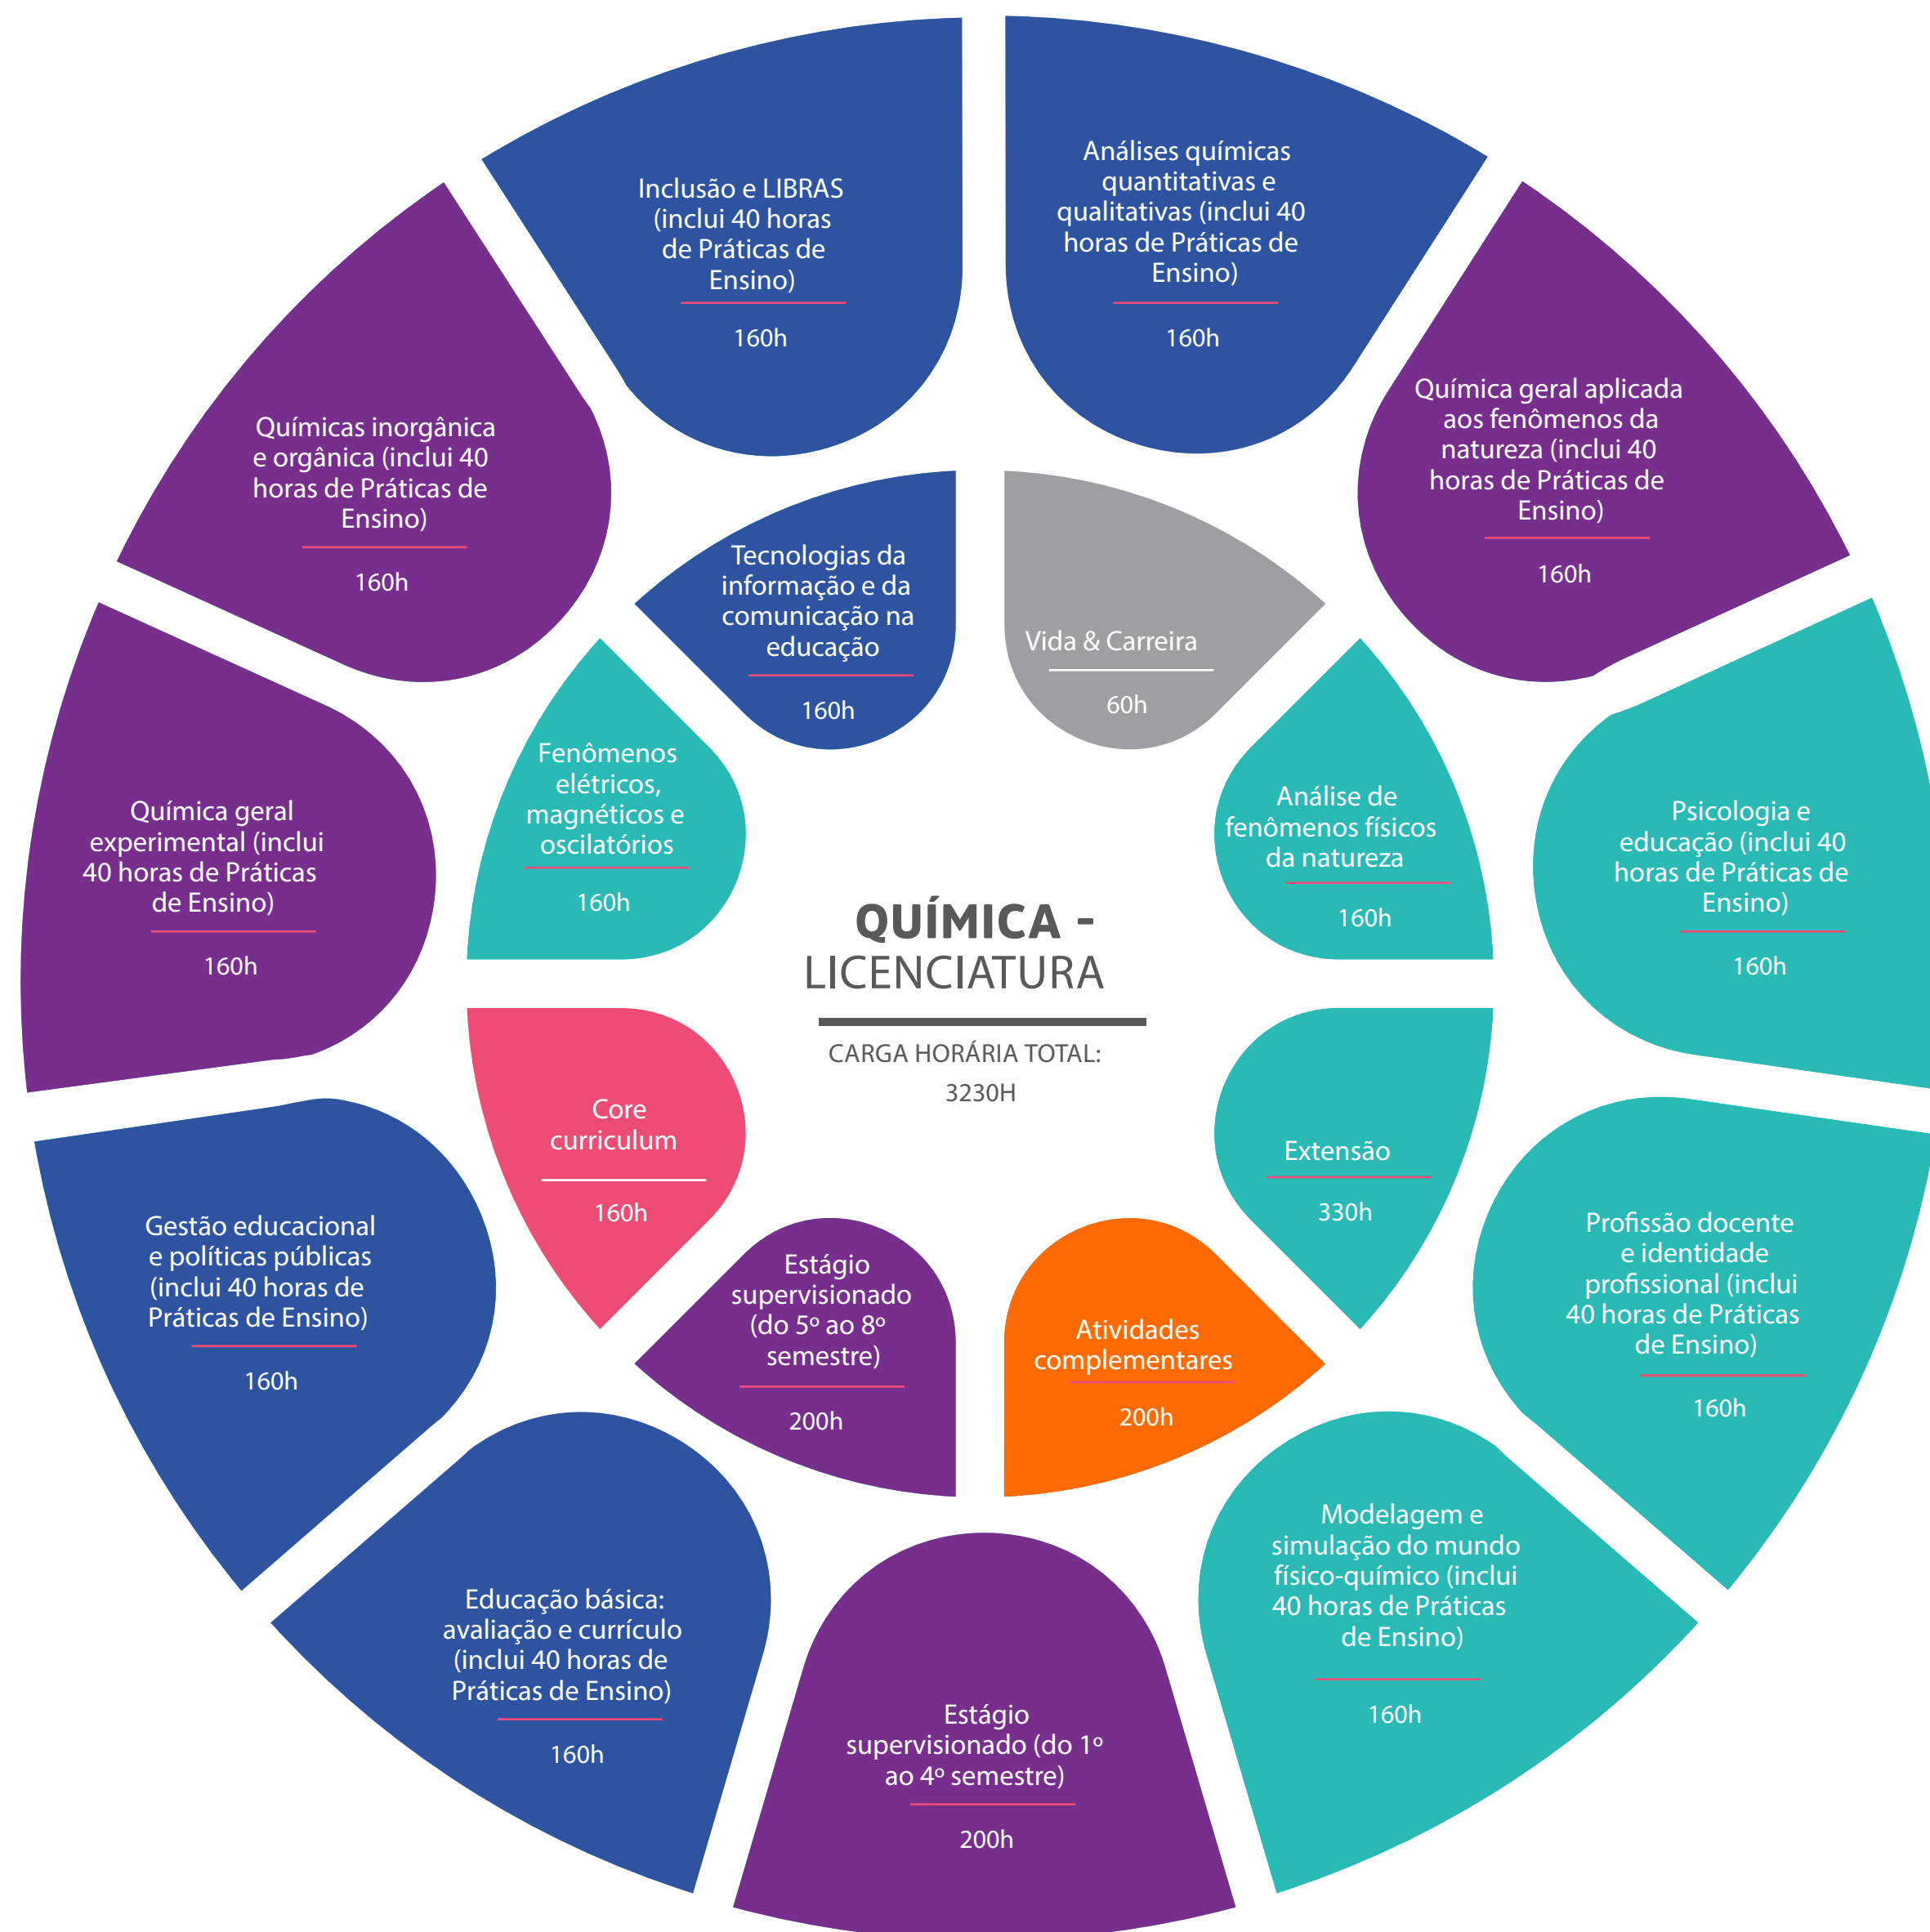 Inclusão e LIBRAS
(inclui 40 horas
de Práticas de
Ensino)
160h
Análises químicas
quantitativas e
qualitativas (inclui 40
horas de Práticas de
Ensino)
160h
Química geral aplicada
aos fenômenos da
natureza (inclui 40
horas de Práticas de
Ensino)
160h
Psicologia e
educação (inclui 40
horas de Práticas de
Ensino)
160h
Profissão docente
e identidade
profissional (inclui
40 horas de Práticas
de Ensino)
160h
Modelagem e
simulação do mundo
físico-químico (inclui
40 horas de Práticas
de Ensino)
160h
Estágio
supervisionado (do 1º
ao 4º semestre)
200h
Educação básica:
avaliação e currículo
(inclui 40 horas de
Práticas de Ensino)
160h
Gestão educacional
e políticas públicas
(inclui 40 horas de
Práticas de Ensino)
160h
Química geral
experimental (inclui
40 horas de Práticas
de Ensino)
160h
Químicas inorgânica
e orgânica (inclui 40
horas de Práticas de
Ensino)
160h
Tecnologias da
informação e da
comunicação na
educação
160h
Vida & Carreira
60h
Análise de
fenômenos físicos
da natureza
160h
Extensão
330h
Atividades
complementares
200h
Estágio
supervisionado
(do 5º ao 8º
semestre)
200h
Core
curriculum
160h
Fenômenos
elétricos,
magnéticos e
oscilatórios
160h
QUÍMICA -
LICENCIATURA
CARGA HORÁRIA TOTAL:
3230H